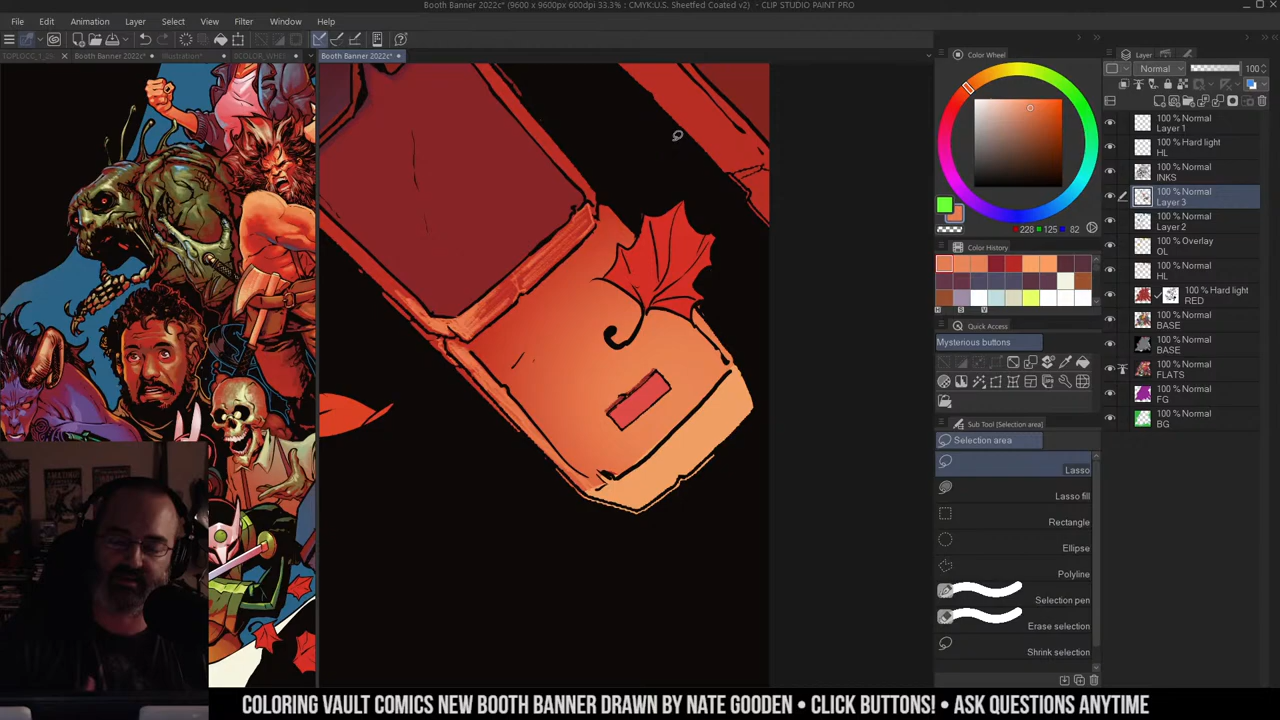 Booth Banner 2022c* (9600 x 9600px 600dpi 33.3% : CMYK:U.S. Sheetfed Coated v2) - CLIP STUDIO PAINT PRO
File Edit Animation Layer Select View Filter Window Help
Booth Banner 2022c* Illustration* Booth Banner 2022c*
Color Wheel
228 125 82
Color History
Quick Access
Mysterious buttons
Sub Tool [Selection area]
Selection area
Lasso
Lasso fill
Rectangle
Ellipse
Polyline
Selection pen
Erase selection
Shrink selection
Layer
Normal 100
100 % Normal
Layer 1
100 % Hard light
HL
100 % Normal
INKS
100 % Normal
Layer 3
100 % Normal
Layer 2
100 % Overlay
OL
100 % Normal
HL
100 % Hard light
RED
100 % Normal
BASE
100 % Normal
BASE
100 % Normal
FLATS
100 % Normal
FG
100 % Normal
BG
COLORING VAULT COMICS NEW BOOTH BANNER DRAWN BY NATE GOODEN • CLICK BUTTONS! • ASK QUESTIONS ANYTIME